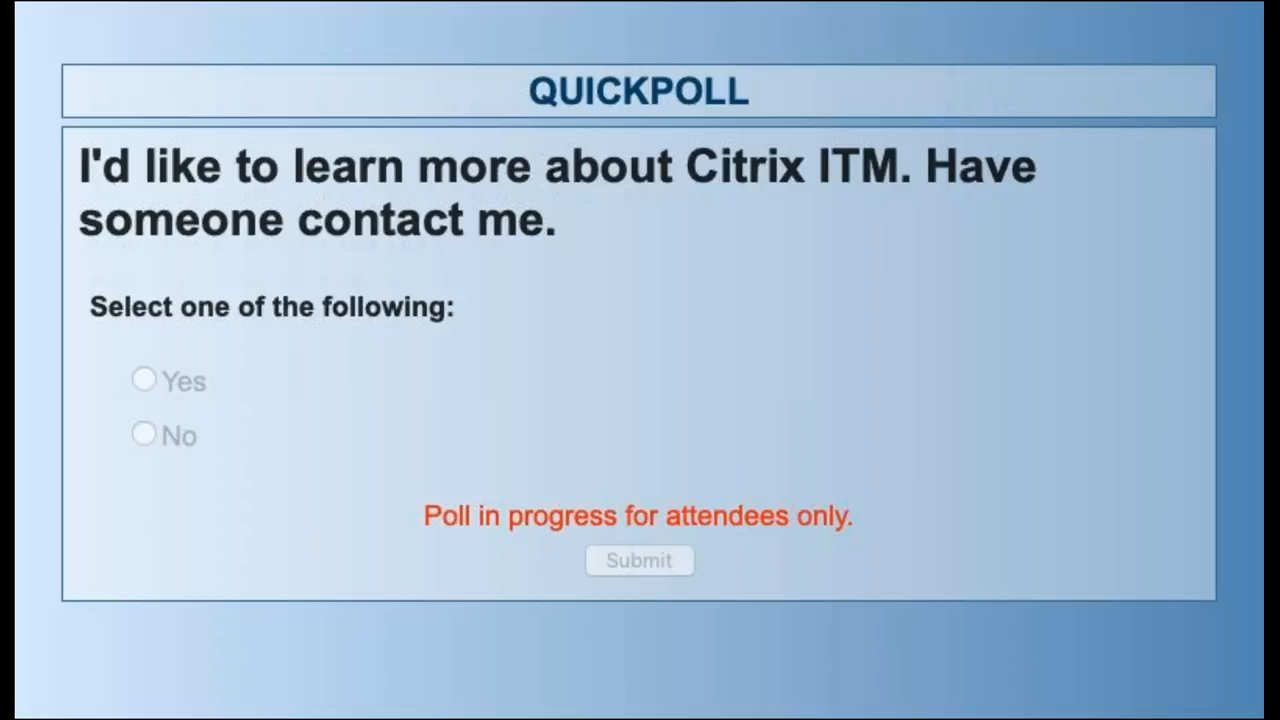 QUICKPOLL
I'd like to learn more about Citrix ITM. Have
someone contact me.
Select one of the following:
Yes
No
Poll in progress for attendees only.
Submit